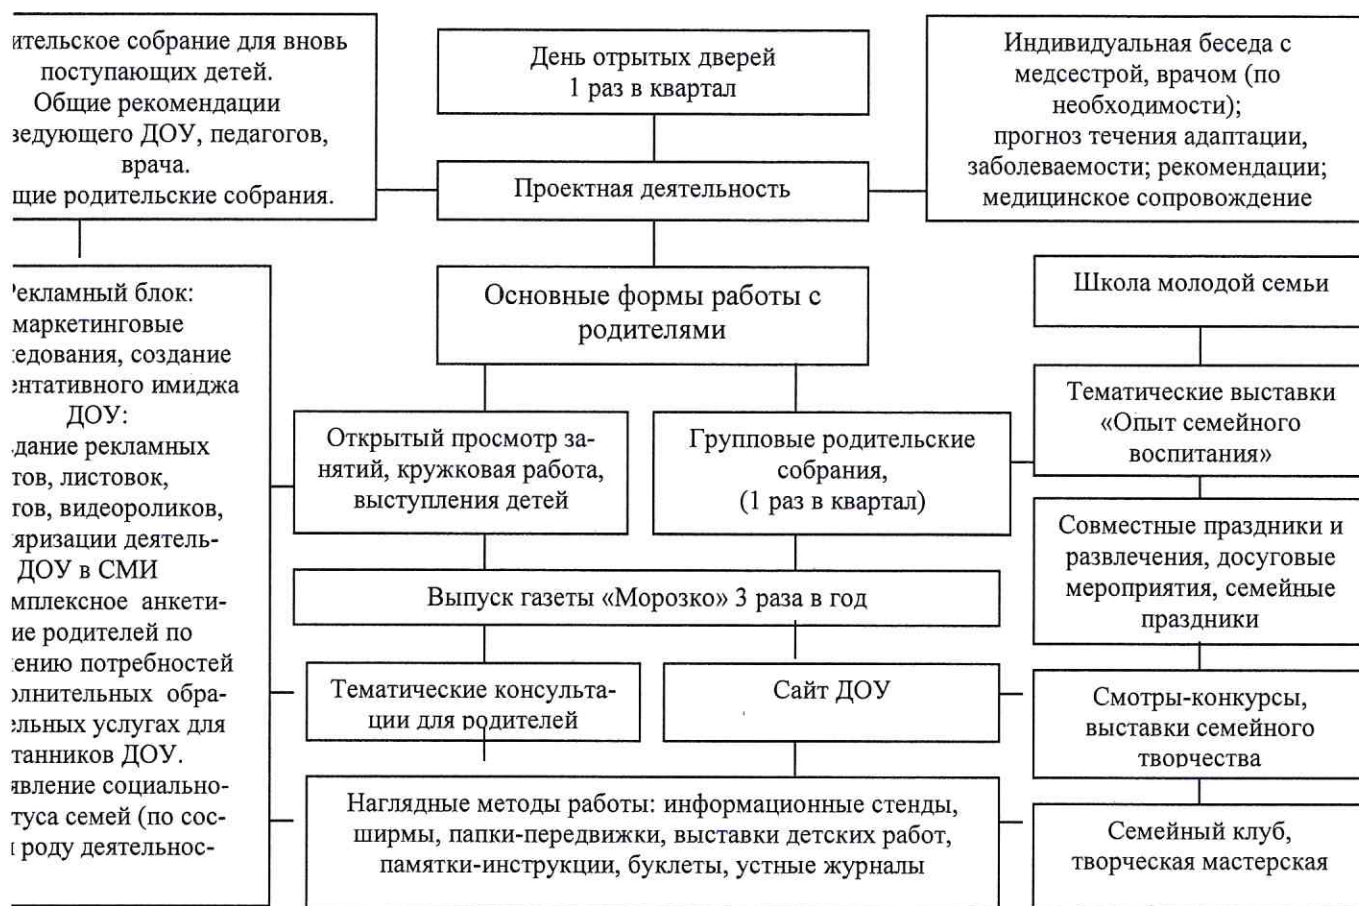 ительское собрание для вновь
поступающих детей.
Общие рекомендации
ведующего ДОУ, педагогов,
врача.
щие родительские собрания.
День отрытых дверей
1 раз в квартал
Индивидуальная беседа с
медсестрой, врачом (по
необходимости);
прогноз течения адаптации,
заболеваемости; рекомендации;
медицинское сопровождение
Проектная деятельность
Основные формы работы с
родителями
Рекламный блок:
маркетинговые
едования, создание
ентативного имиджа
ДОУ:
дание рекламных
тов, листовок,
гов, видеороликов,
яризации деятель-
ДОУ в СМИ
мплексное анкети-
ие родителей по
ению потребностей
олнительных обра-
ельных услугах для
танников ДОУ.
явление социально-
туса семей (по сос-
роду деятельнос-
Открытый просмотр за-
нятий, кружковая работа,
выступления детей
Групповые родительские
собрания,
(1 раз в квартал)
Выпуск газеты «Морозко» 3 раза в год
Тематические консульта-
ции для родителей
Сайт ДОУ
Наглядные методы работы: информационные стенды,
ширмы, папки-передвижки, выставки детских работ,
памятки-инструкции, буклеты, устные журналы
Школа молодой семьи
Тематические выставки
«Опыт семейного
воспитания»
Совместные праздники и
развлечения, досуговые
мероприятия, семейные
праздники
Смотры-конкурсы,
выставки семейного
творчества
Семейный клуб,
творческая мастерская